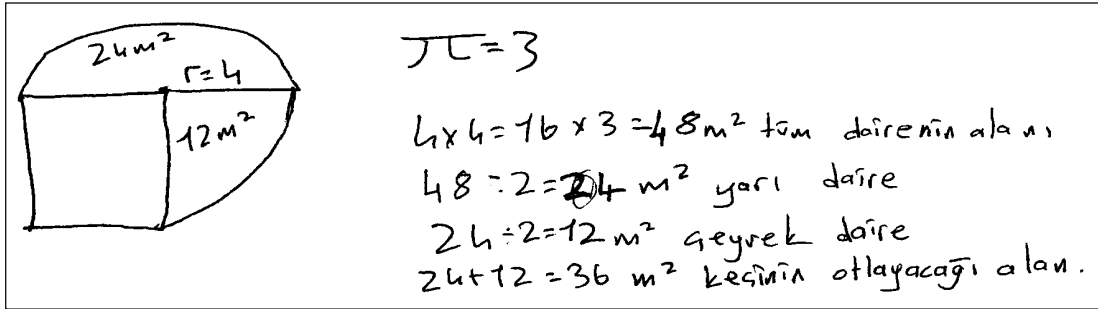 24m²
r=4
12m²
π=3
4x4=16x3=48m² tüm dairenin alanı
48÷2=24 m² yarı daire
24÷2=12m² çeyrek daire
24+12=36 m² keçinin otlayacağı alan.